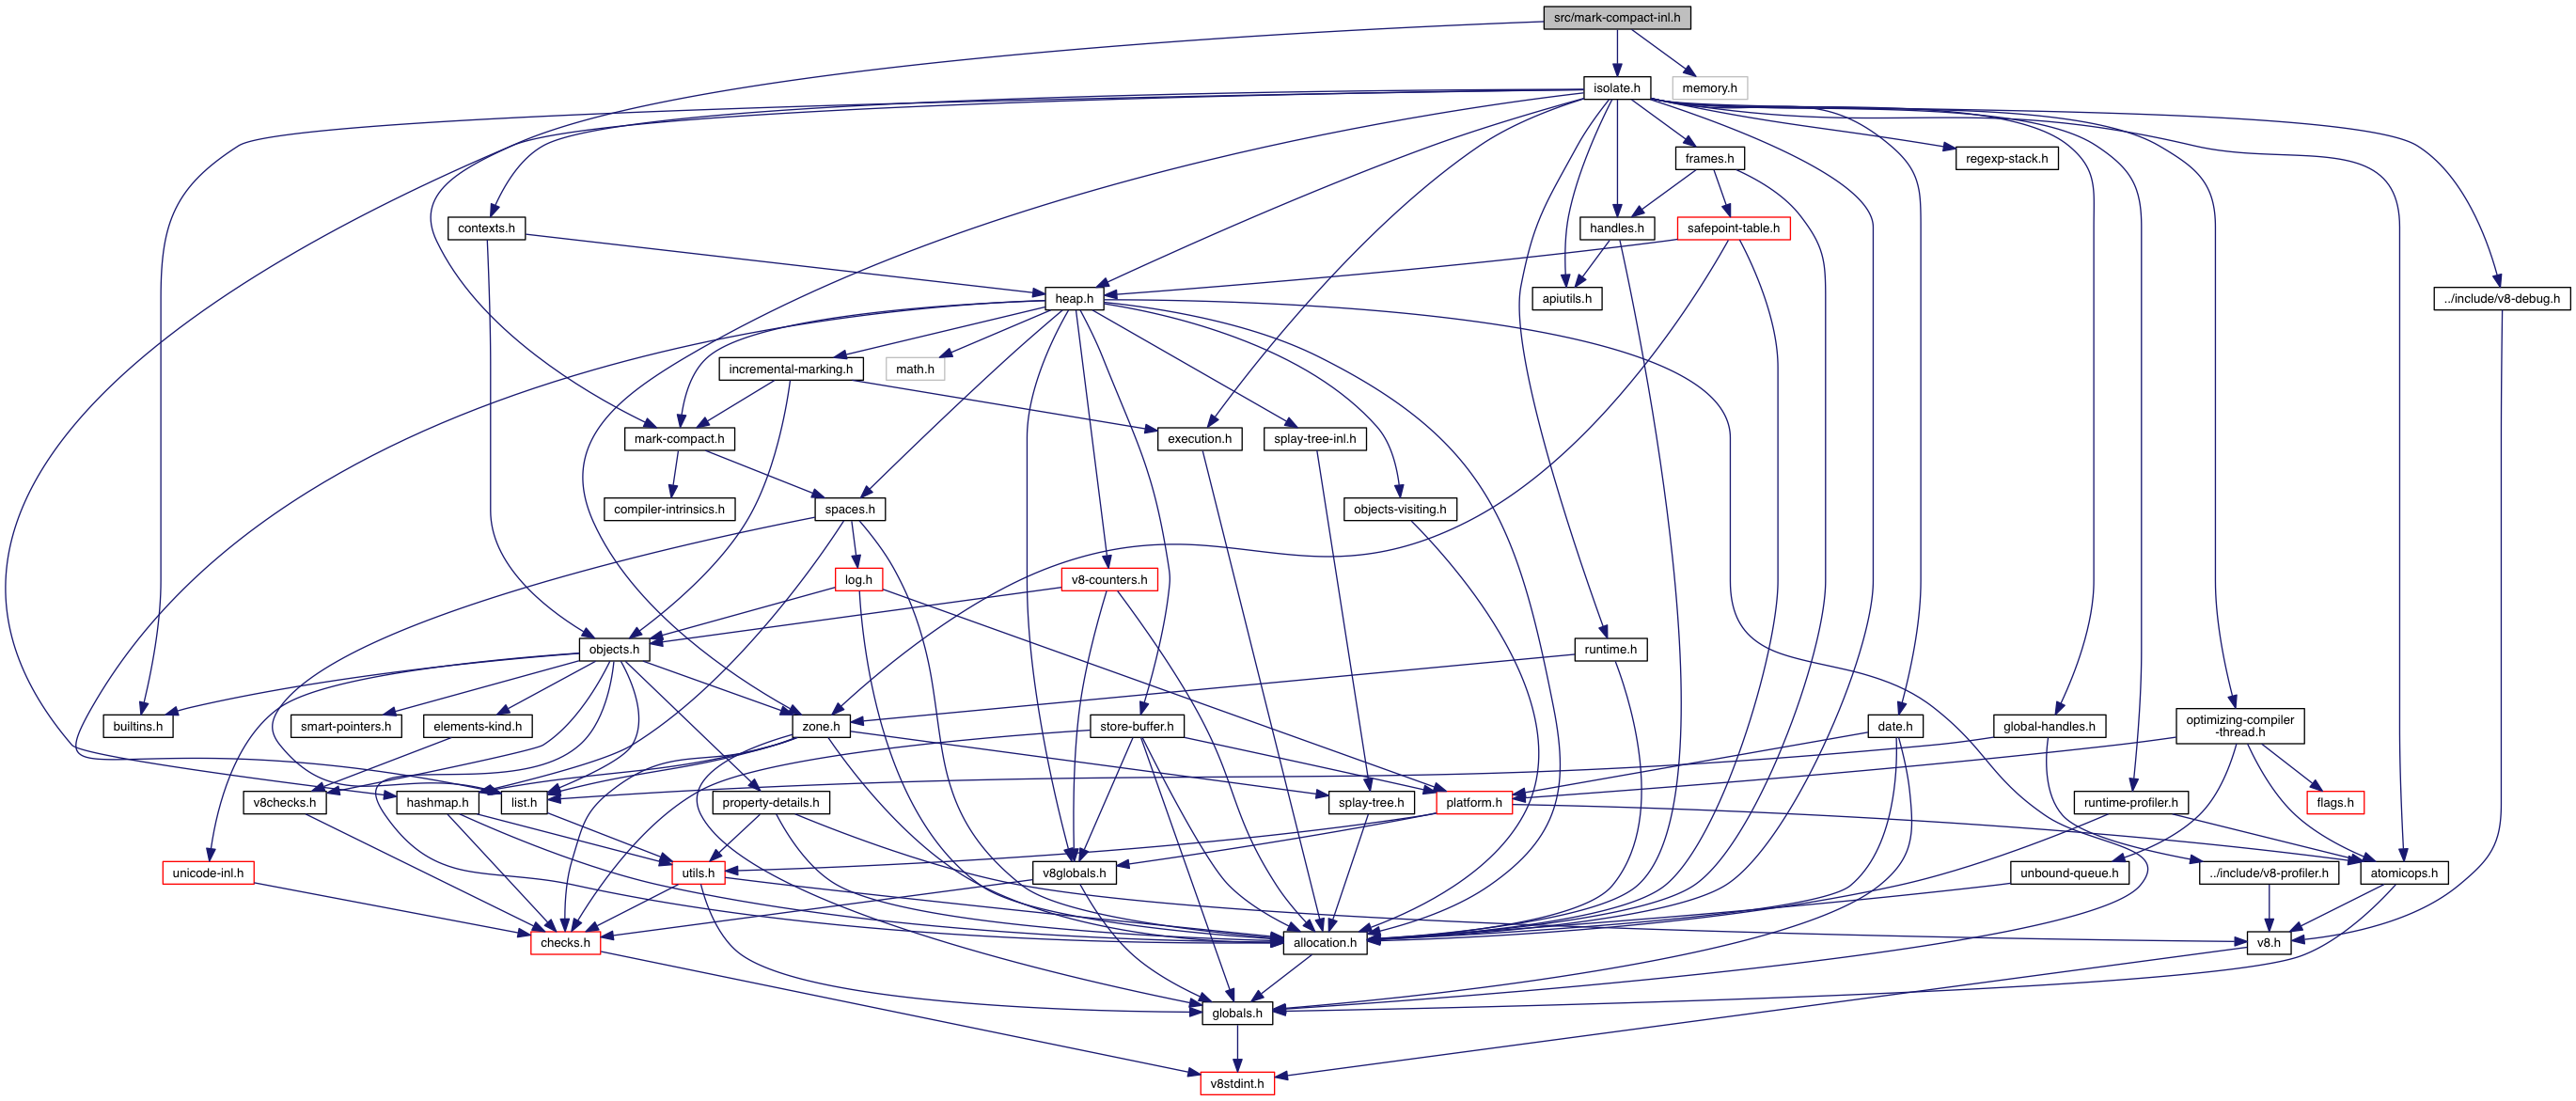 src/mark-compact-inl.h
isolate.h
memory.h
frames.h
regexp-stack.h
contexts.h
handles.h
safepoint-table.h
heap.h
apiutils.h
../include/v8-debug.h
incremental-marking.h
math.h
mark-compact.h
execution.h
splay-tree-inl.h
compiler-intrinsics.h
spaces.h
objects-visiting.h
log.h
v8-counters.h
objects.h
runtime.h
builtins.h
smart-pointers.h
elements-kind.h
zone.h
store-buffer.h
date.h
global-handles.h
optimizing-compiler
-thread.h
v8checks.h
hashmap.h
list.h
property-details.h
splay-tree.h
platform.h
runtime-profiler.h
flags.h
unicode-inl.h
utils.h
v8globals.h
unbound-queue.h
../include/v8-profiler.h
atomicops.h
checks.h
allocation.h
v8.h
globals.h
v8stdint.h